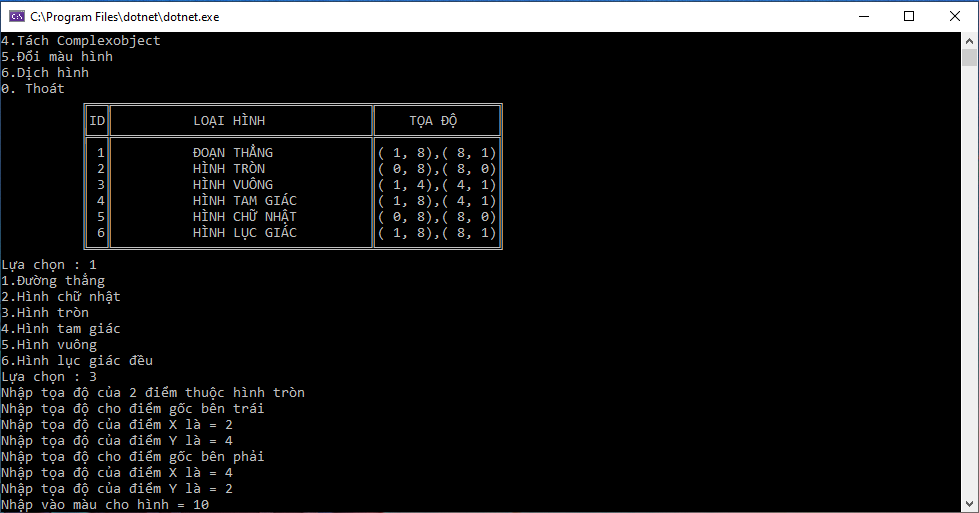 C:\Program Files\dotnet\dotnet.exe
4.Tách Complexobject
5.Đổi màu hình
6.Dịch hình
0. Thoát
ID LOẠI HÌNH TỌA ĐỘ
1 ĐOẠN THẲNG ( 1, 8),( 8, 1)
2 HÌNH TRÒN ( 0, 8),( 8, 0)
3 HÌNH VUÔNG ( 1, 4),( 4, 1)
4 HÌNH TAM GIÁC ( 1, 8),( 4, 1)
5 HÌNH CHỮ NHẬT ( 0, 8),( 8, 0)
6 HÌNH LỤC GIÁC ( 1, 8),( 8, 1)
Lựa chọn : 1
1.Đường thẳng
2.Hình chữ nhật
3.Hình tròn
4.Hình tam giác
5.Hình vuông
6.Hình lục giác đều
Lựa chọn : 3
Nhập tọa độ của 2 điểm thuộc hình tròn
Nhập tọa độ cho điểm gốc bên trái
Nhập tọa độ của điểm X là = 2
Nhập tọa độ của điểm Y là = 4
Nhập tọa độ cho điểm gốc bên phải
Nhập tọa độ của điểm X là = 4
Nhập tọa độ của điểm Y là = 2
Nhập vào màu cho hình = 10